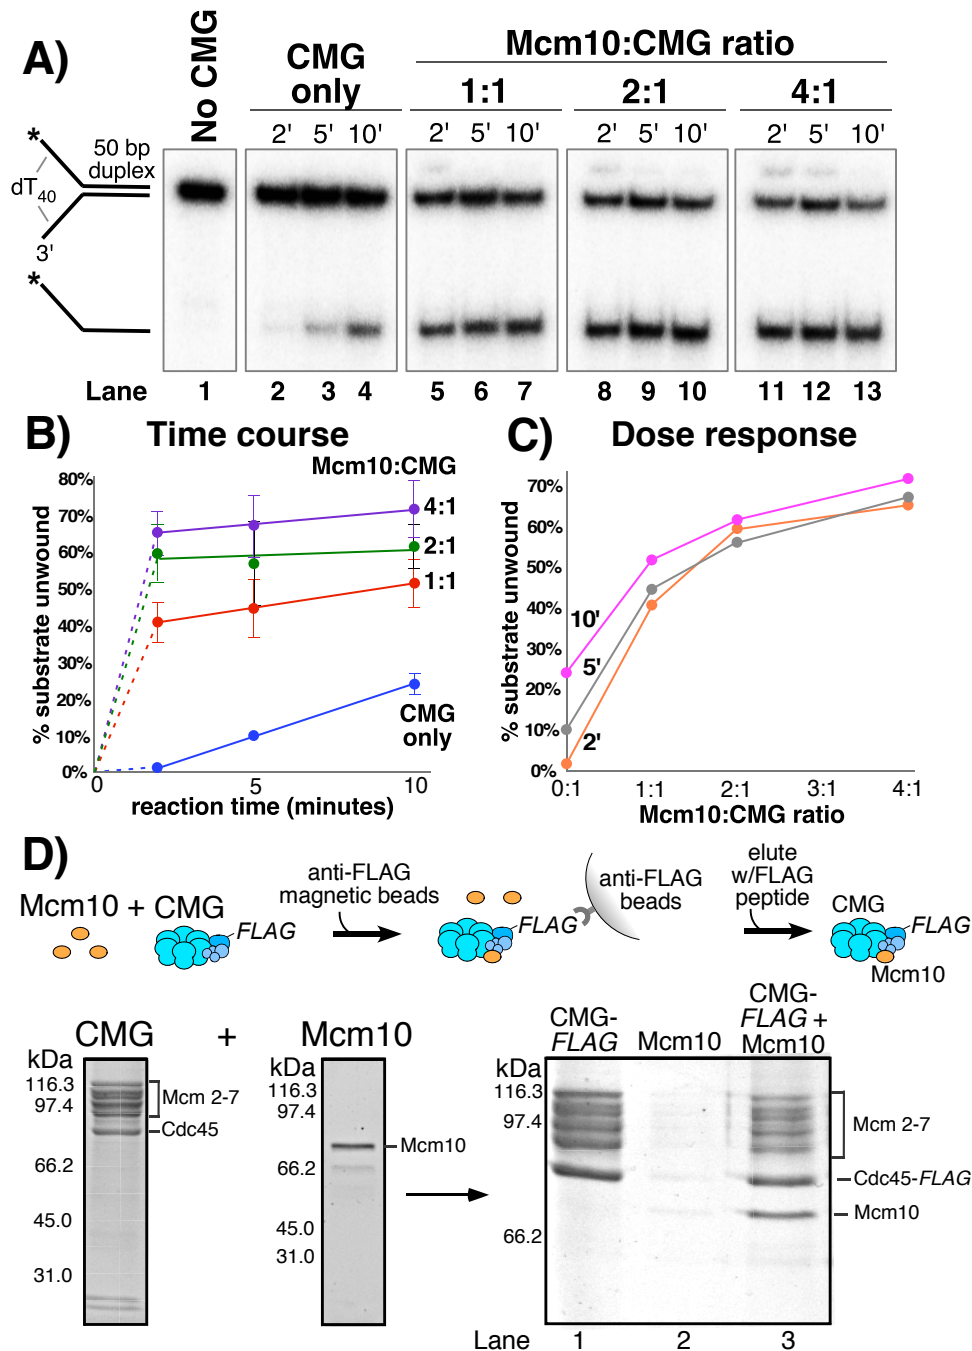 A)
No CMG
CMG only
Mcm10:CMG ratio
1:1
2:1
4:1
2' 5' 10' 2' 5' 10' 2' 5' 10' 2' 5' 10'
*
50 bp
duplex
dT40
3'
*
Lane 1 2 3 4 5 6 7 8 9 10 11 12 13
B) Time course
Mcm10:CMG
% substrate unwound
80%
70%
60%
50%
40%
30%
20%
10%
0%
4:1
2:1
1:1
CMG
only
0 5 10
reaction time (minutes)
C) Dose response
% substrate unwound
70%
60%
50%
40%
30%
20%
10%
0%
10'
5'
2'
0:1 1:1 2:1 3:1 4:1
Mcm10:CMG ratio
D)
Mcm10 + CMG
FLAG
anti-FLAG
magnetic beads
FLAG
anti-FLAG
beads
elute
w/FLAG
peptide
CMG
FLAG
Mcm10
CMG + Mcm10
kDa
116.3
97.4
66.2
45.0
31.0
Mcm 2-7
Cdc45
kDa
116.3
97.4
66.2
45.0
31.0
Mcm10
CMG-
FLAG
Mcm10
CMG-
FLAG +
Mcm10
kDa
116.3
97.4
66.2
Mcm 2-7
Cdc45-FLAG
Mcm10
Lane 1 2 3